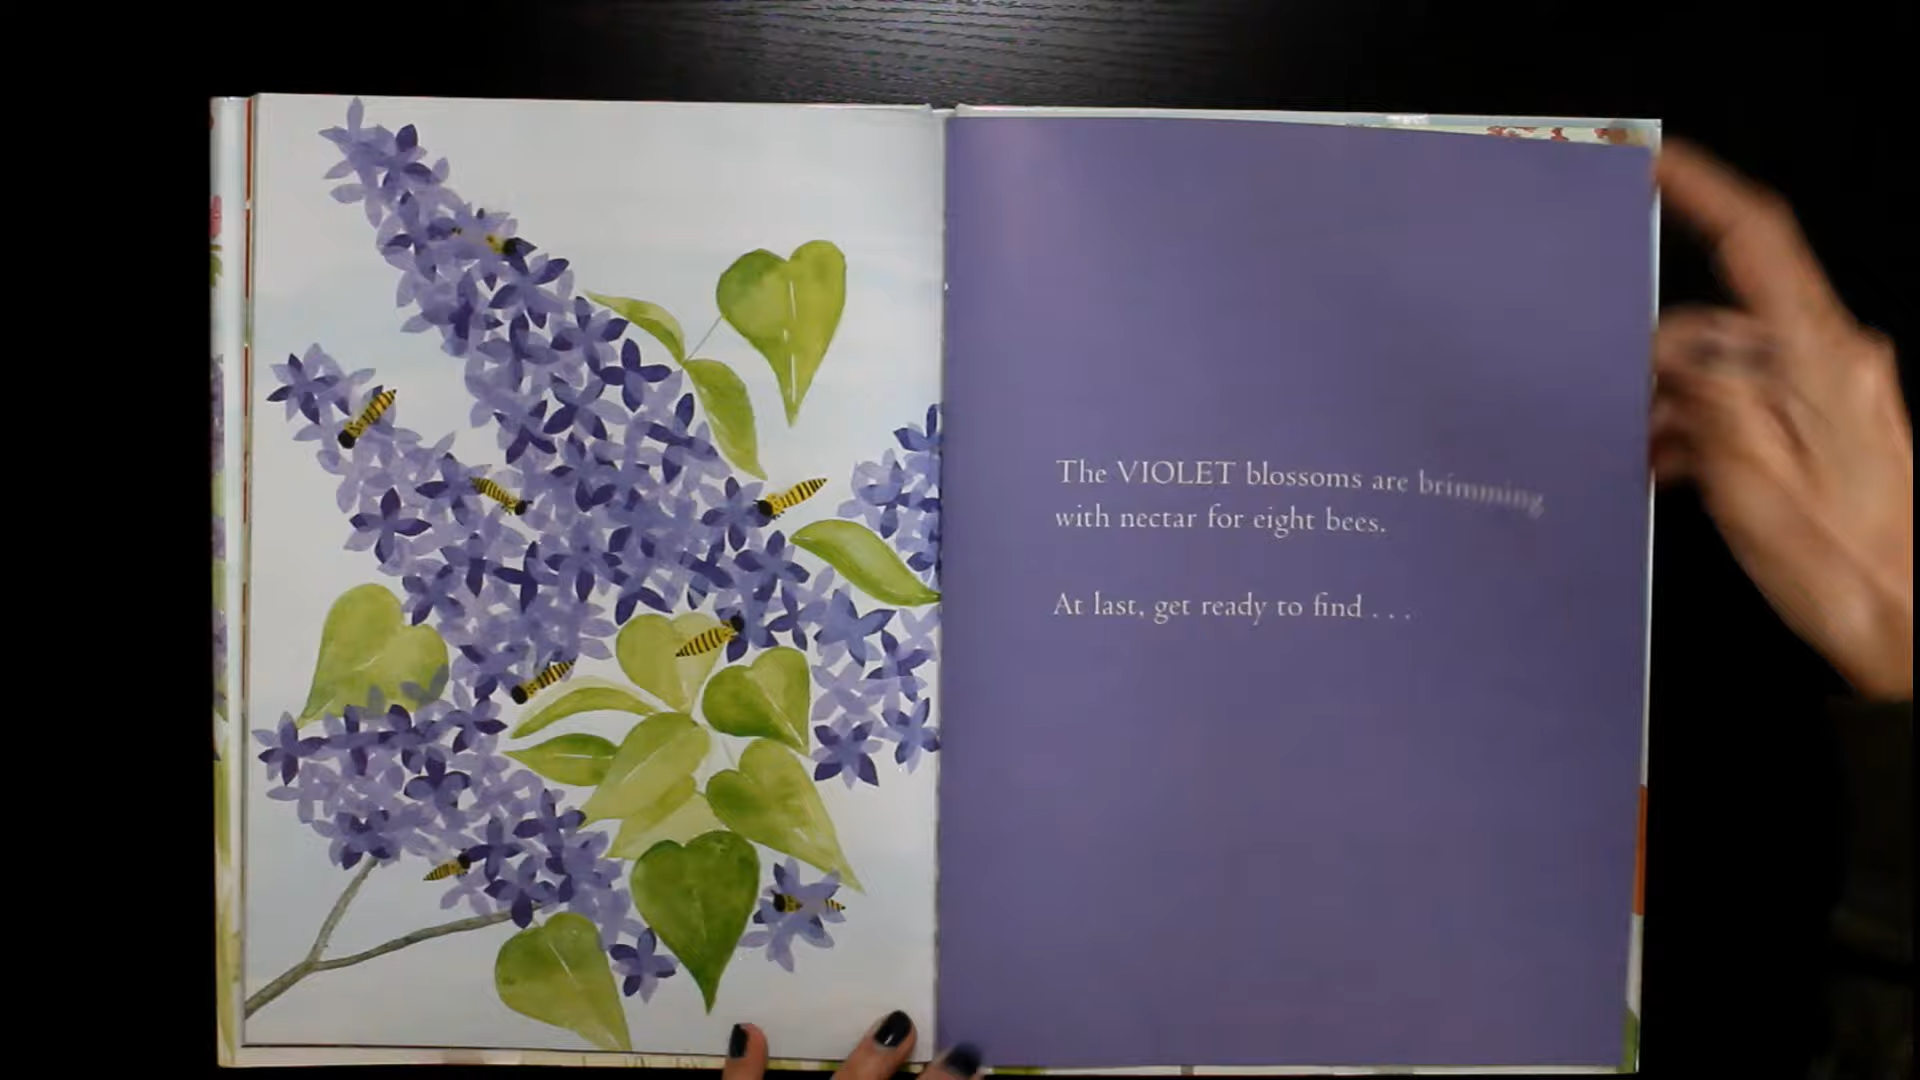 The VIOLET blossoms are brimming
with nectar for eight bees.
At last, get ready to find . . .